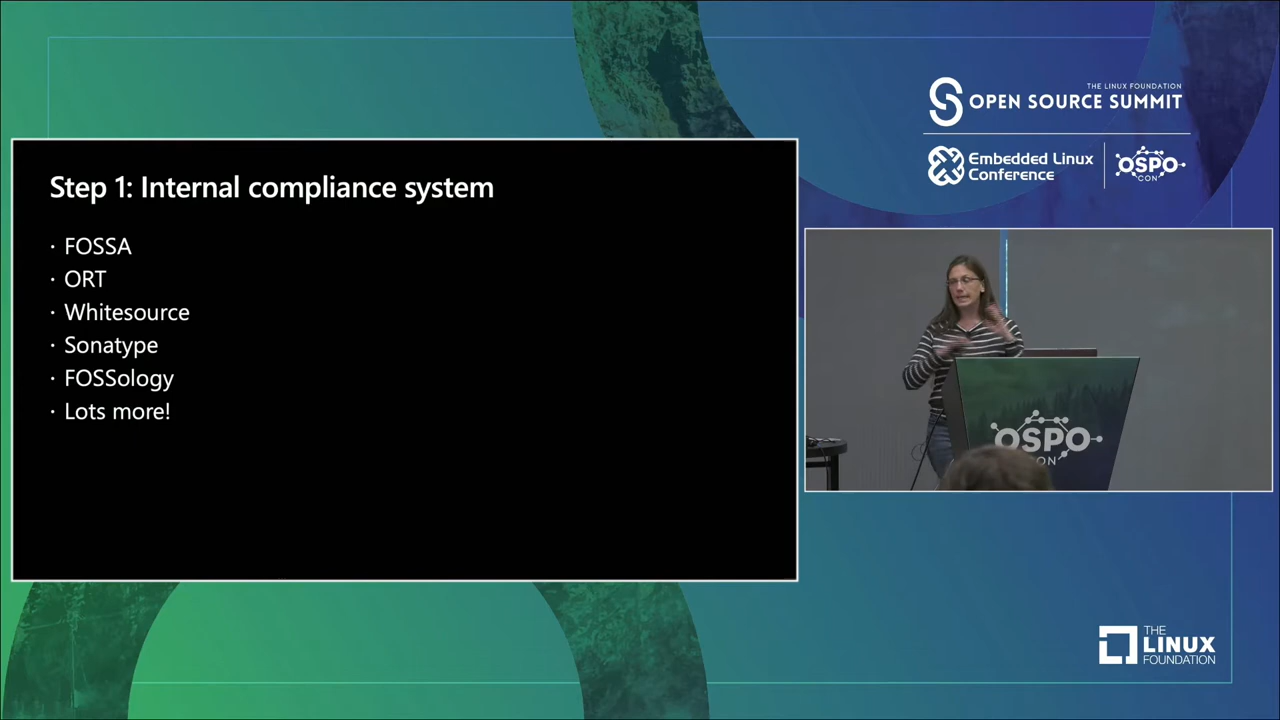 THE LINUX FOUNDATION
OPEN SOURCE SUMMIT
Embedded Linux
Conference
OSPO
CON
Step 1: Internal compliance system
· FOSSA
· ORT
· Whitesource
· Sonatype
· FOSSology
· Lots more!
OSPO
CON
THE
LINUX
FOUNDATION